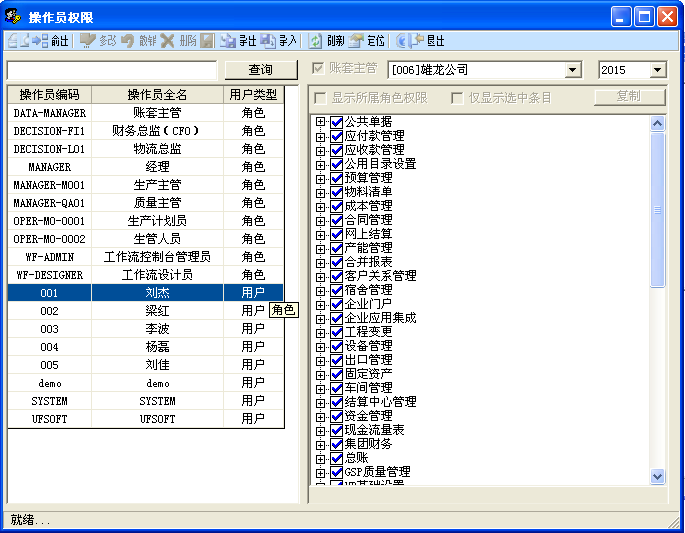 操作员权限
输出 修改 撤销 删除 导出 导入 刷新 定位 退出
查询
账套主管 [006]雄龙公司 2015
显示所属角色权限 仅显示选中条目 复制
操作员编码 操作员全名 用户类型
DATA-MANAGER 账套主管 角色
DECISION-FI1 财务总监(CFO) 角色
DECISION-LO1 物流总监 角色
MANAGER 经理 角色
MANAGER-MO01 生产主管 角色
MANAGER-QA01 质量主管 角色
OPER-MO-0001 生产计划员 角色
OPER-MO-0002 生管人员 角色
WF-ADMIN 工作流控制台管理员 角色
WF-DESIGNER 工作流设计员 角色
001 刘杰 用户
002 梁红 用户
角色
003 李波 用户
004 杨磊 用户
005 刘佳 用户
demo demo 用户
SYSTEM SYSTEM 用户
UFSOFT UFSOFT 用户
公共单据
应付款管理
应收款管理
公用目录设置
预算管理
物料清单
成本管理
合同管理
网上结算
产能管理
合并报表
客户关系管理
宿舍管理
企业门户
企业应用集成
工程变更
设备管理
出口管理
固定资产
车间管理
结算中心管理
资金管理
现金流量表
集团财务
总账
GSP质量管理
就绪...